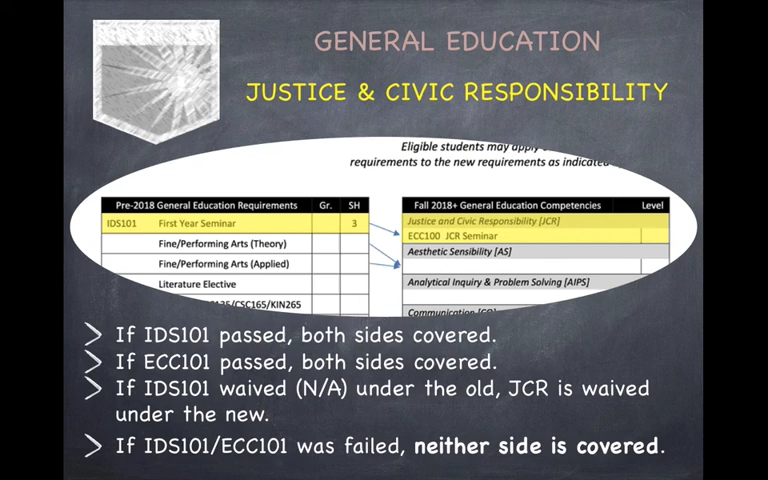 GENERAL EDUCATION
JUSTICE & CIVIC RESPONSIBILITY
Eligible students may apply
requirements to the new requirements as indicated
Pre-2018 General Education Requirements Gr. SH
IDS101 First Year Seminar 3
Fine/Performing Arts (Theory)
Fine/Performing Arts (Applied)
Literature Elective
/CSC165/KIN265
Fall 2018+ General Education Competencies Level
Justice and Civic Responsibility [JCR]
ECC100 JCR Seminar
Aesthetic Sensibility [AS]
Analytical Inquiry & Problem Solving [AIPS]
Communication
> If IDS101 passed, both sides covered.
> If ECC101 passed, both sides covered.
> If IDS101 waived (N/A) under the old, JCR is waived
under the new.
> If IDS101/ECC101 was failed, neither side is covered.